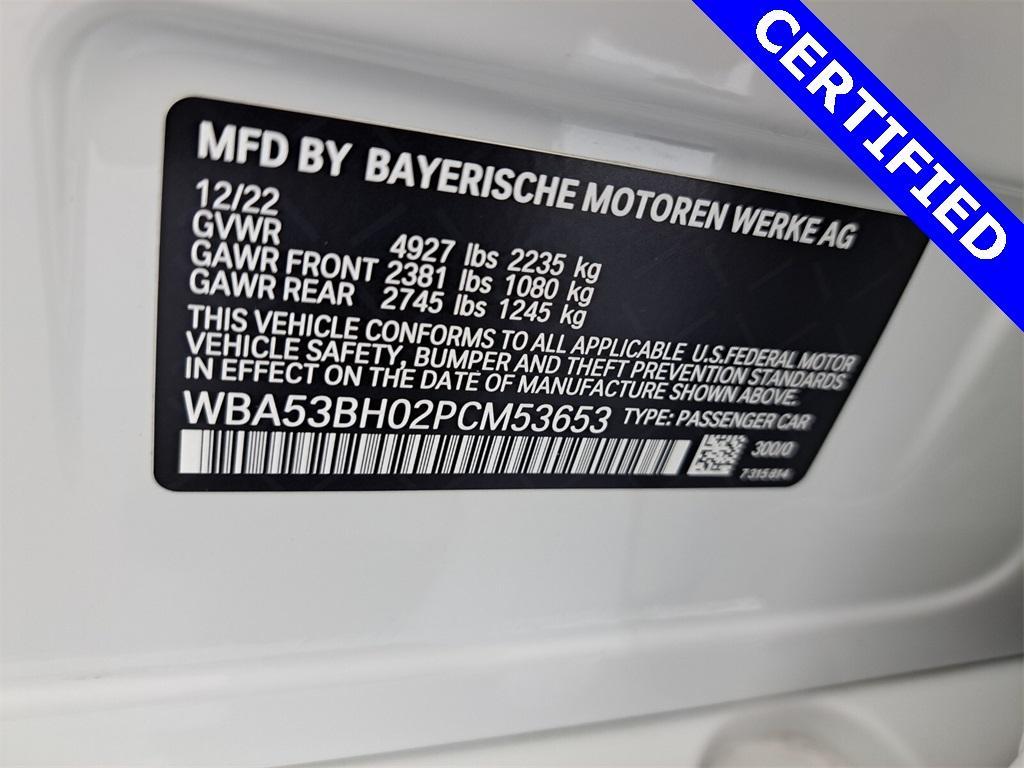 CERTIFIED
MFD BY BAYERISCHE MOTOREN WERKE AG
12/22
GVWR 4927 lbs 2235 kg
GAWR FRONT 2381 lbs 1080 kg
GAWR REAR 2745 lbs 1245 kg
THIS VEHICLE CONFORMS TO ALL APPLICABLE U.S.FEDERAL MOTOR
VEHICLE SAFETY, BUMPER AND THEFT PREVENTION STANDARDS
IN EFFECT ON THE DATE OF MANUFACTURE SHOWN ABOVE.
WBA53BH02PCM53653 TYPE: PASSENGER CAR
300/0
7315814